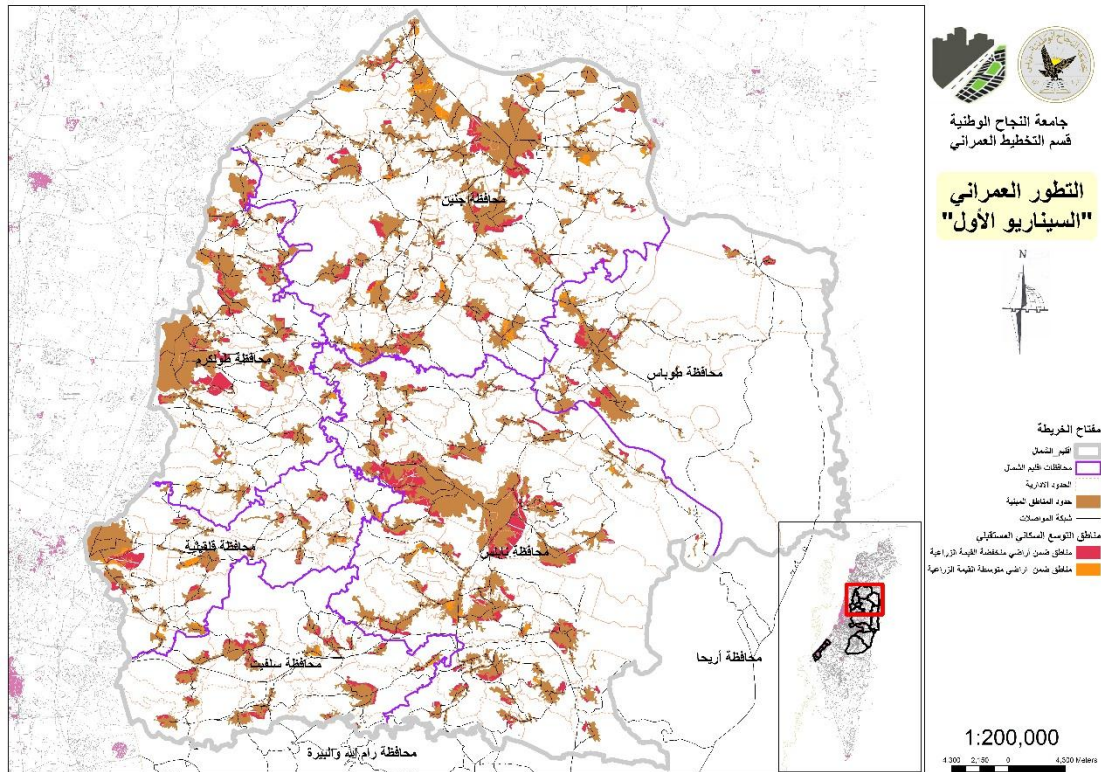 جامعة النجاح الوطنية
قسم التخطيط العمراني
التطور العمراني
"السيناريو الأول"
N
محافظة جنين
محافظة طولكرم
محافظة طوباس
محافظة قلقيلية
محافظة نابلس
محافظة سلفيت
محافظة أريحا
محافظة رام الله والبيرة
مفتاح الخريطة
اقليم_الشمال
محافظات اقليم الشمال
الحدود الادارية
حدود المناطق المبنية
شبكة المواصلات
مناطق التوسع السكاني المستقبلي
مناطق ضمن أراضي منخفضة القيمة الزراعية
مناطق ضمن اراضي متوسطة القيمة الزراعية
1:200,000
4,300 2,150 0 4,300 Meters